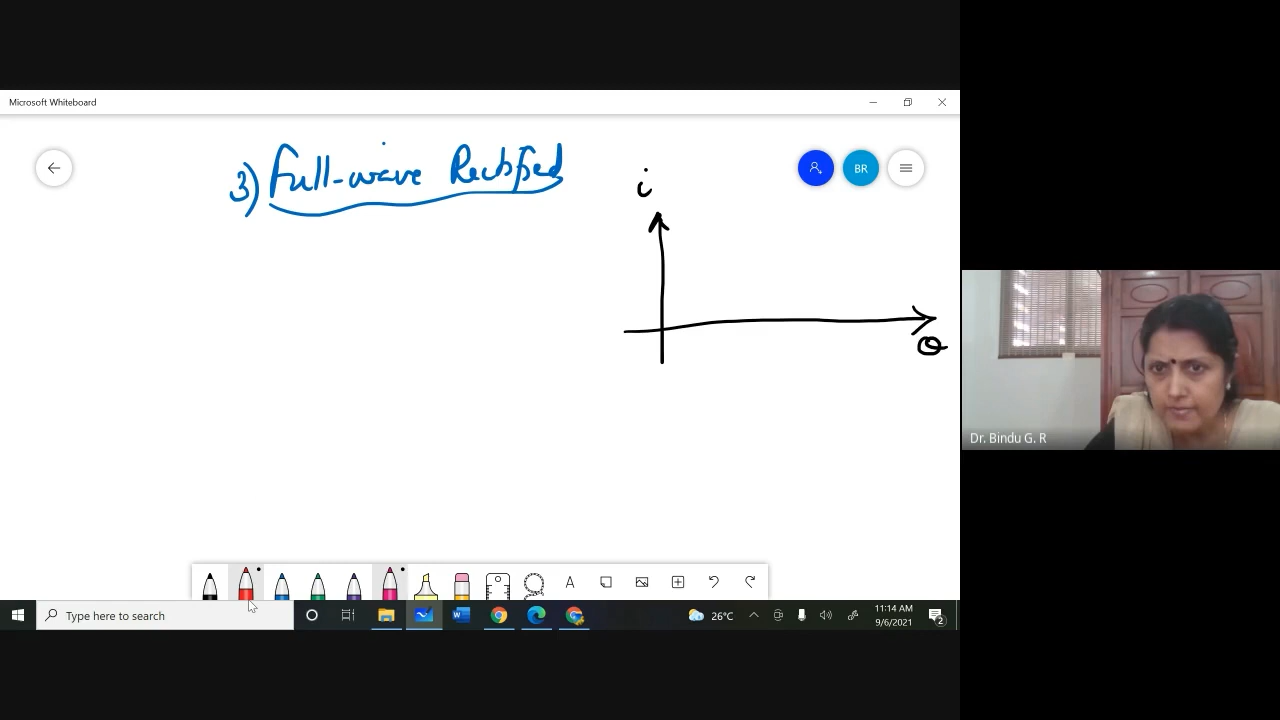 Microsoft Whiteboard
3) Full-wave Rectified
BR
i
θ
Dr. Bindu G. R
A
Type here to search
W
26°C
11:14 AM
9/6/2021
2